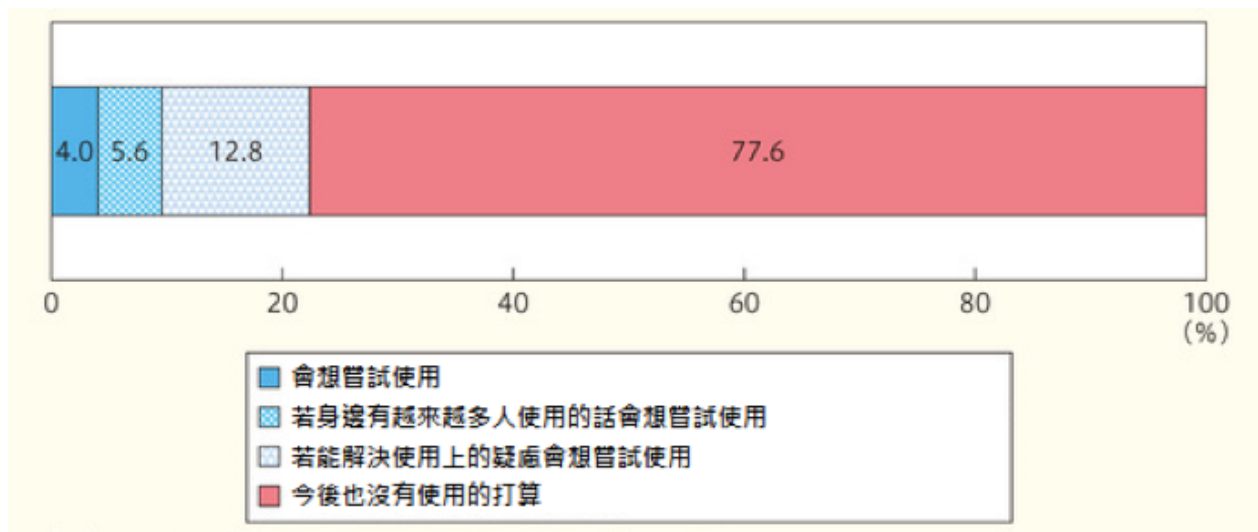 4.0 5.6 12.8 77.6
0 20 40 60 80 100
(%)
會想嘗試使用
若身邊有越來越多人使用的話會想嘗試使用
若能解決使用上的疑慮會想嘗試使用
今後也沒有使用的打算